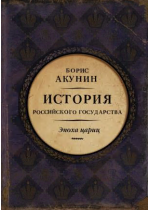 БОРИС
АКУНИН
ИСТОРИЯ
РОССИЙСКОГО ГОСУДАРСТВА
Эпоха цариц